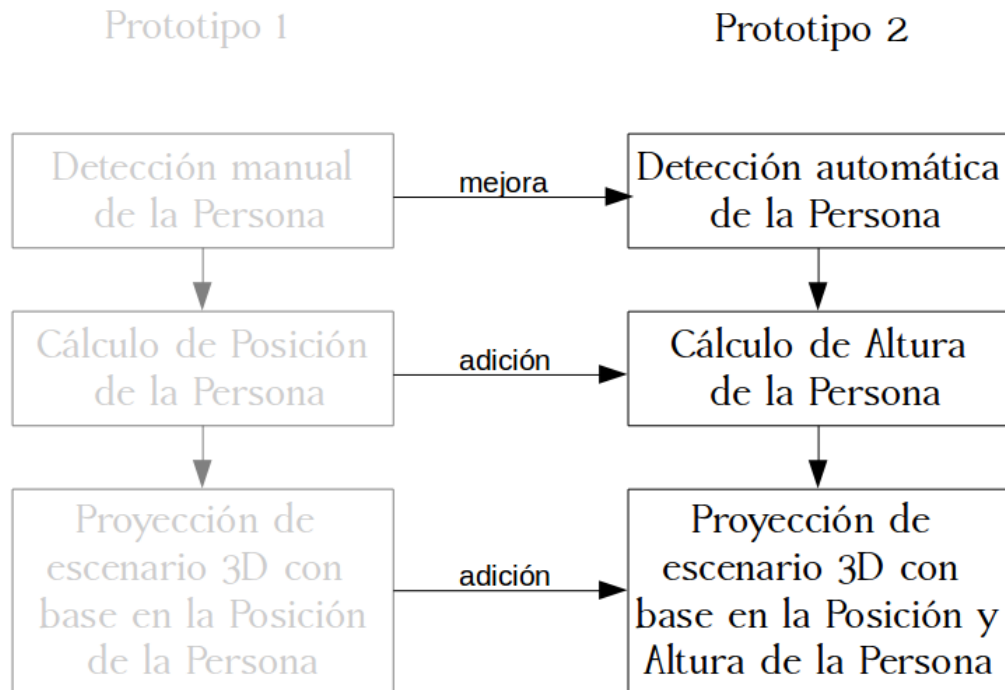 Prototipo 1
Prototipo 2
Detección manual
de la Persona
mejora
Detección automática
de la Persona
Cálculo de Posición
de la Persona
adición
Cálculo de Altura
de la Persona
Proyección de
escenario 3D con
base en la Posición
de la Persona
adición
Proyección de
escenario 3D con
base en la Posición y
Altura de la Persona